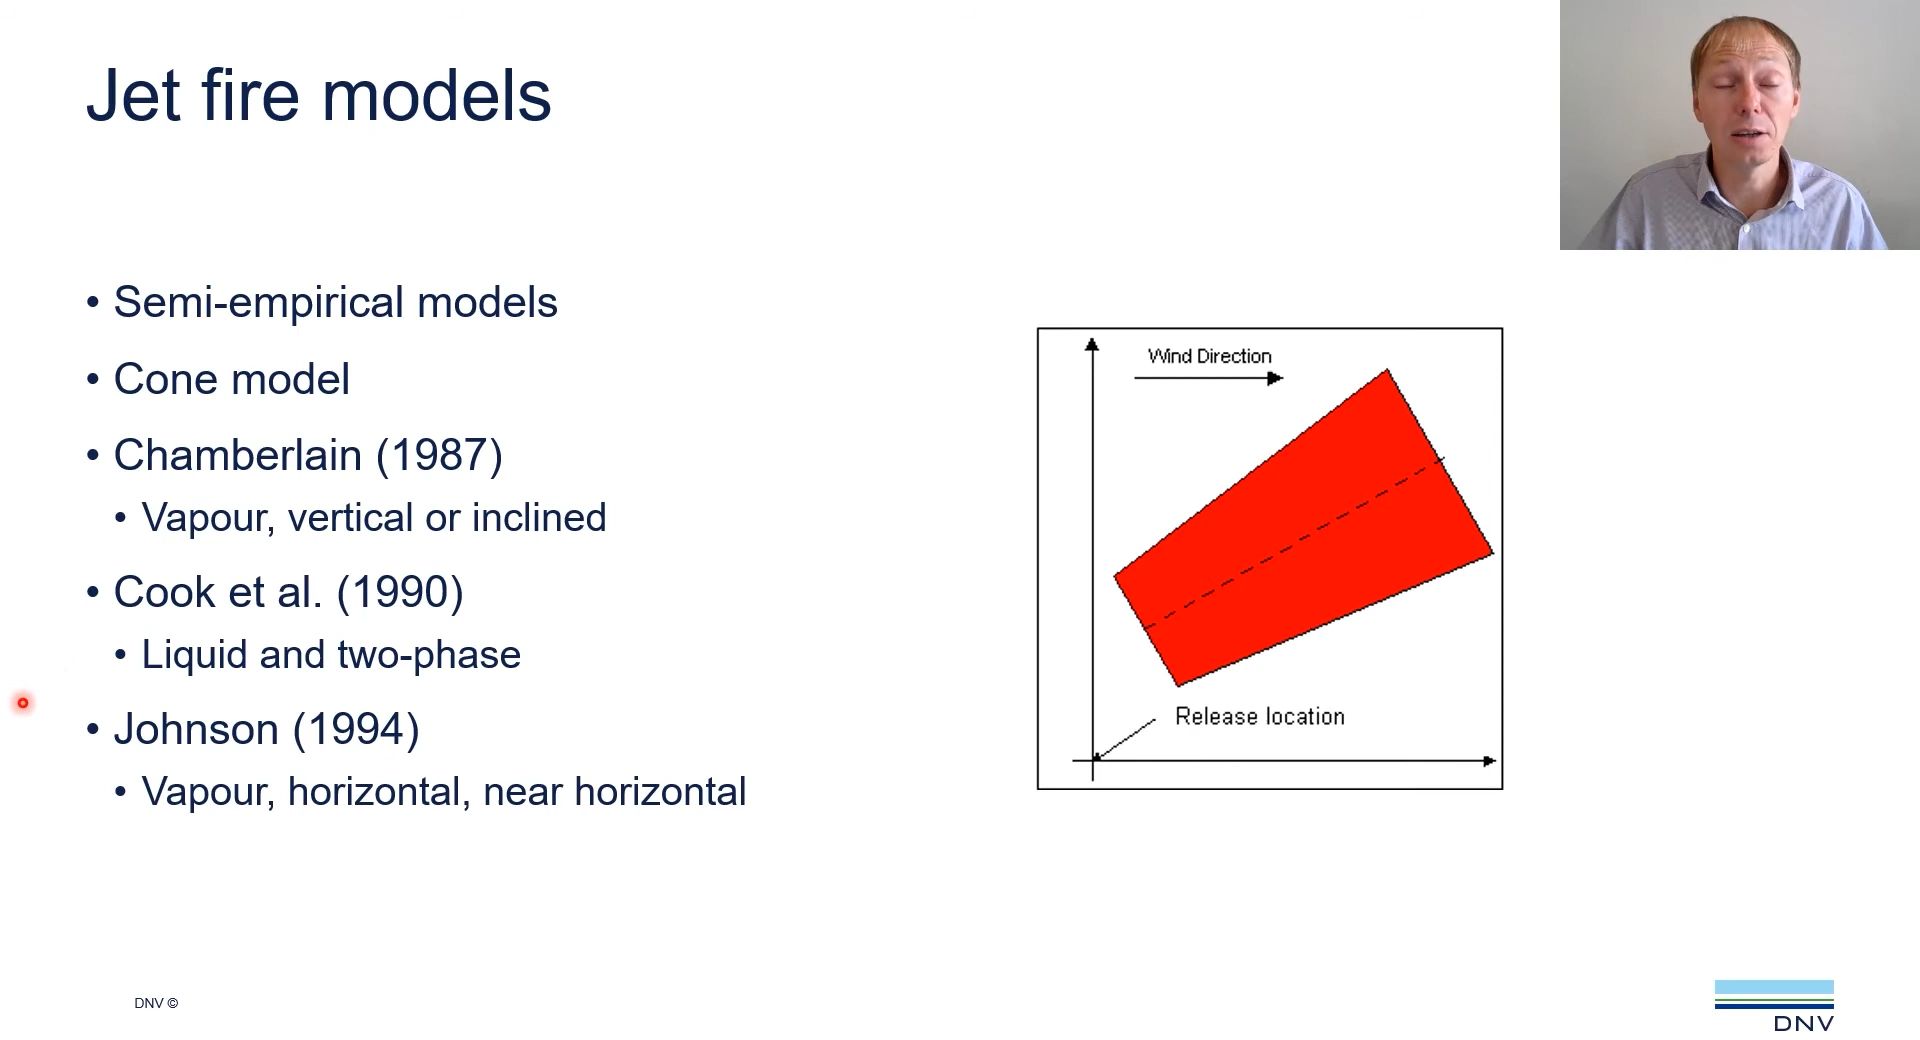 Jet fire models
• Semi-empirical models
• Cone model
• Chamberlain (1987)
• Vapour, vertical or inclined
• Cook et al. (1990)
• Liquid and two-phase
• Johnson (1994)
• Vapour, horizontal, near horizontal
Wind Direction
Release location
DNV ©
DNV